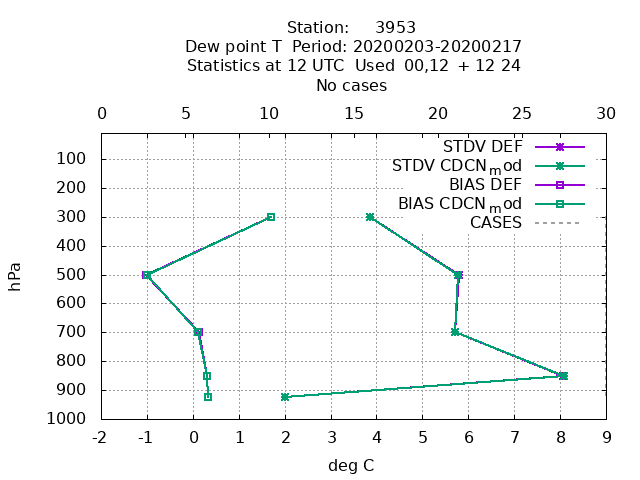 Station: 3953
Dew point T Period: 20200203-20200217
Statistics at 12 UTC Used 00,12 + 12 24
No cases
0 5 10 15 20 25 30
STDV DEF
STDV CDCN_mod
BIAS DEF
BIAS CDCN_mod
CASES
100
200
300
400
500
600
700
800
900
1000
hPa
-2 -1 0 1 2 3 4 5 6 7 8 9
deg C